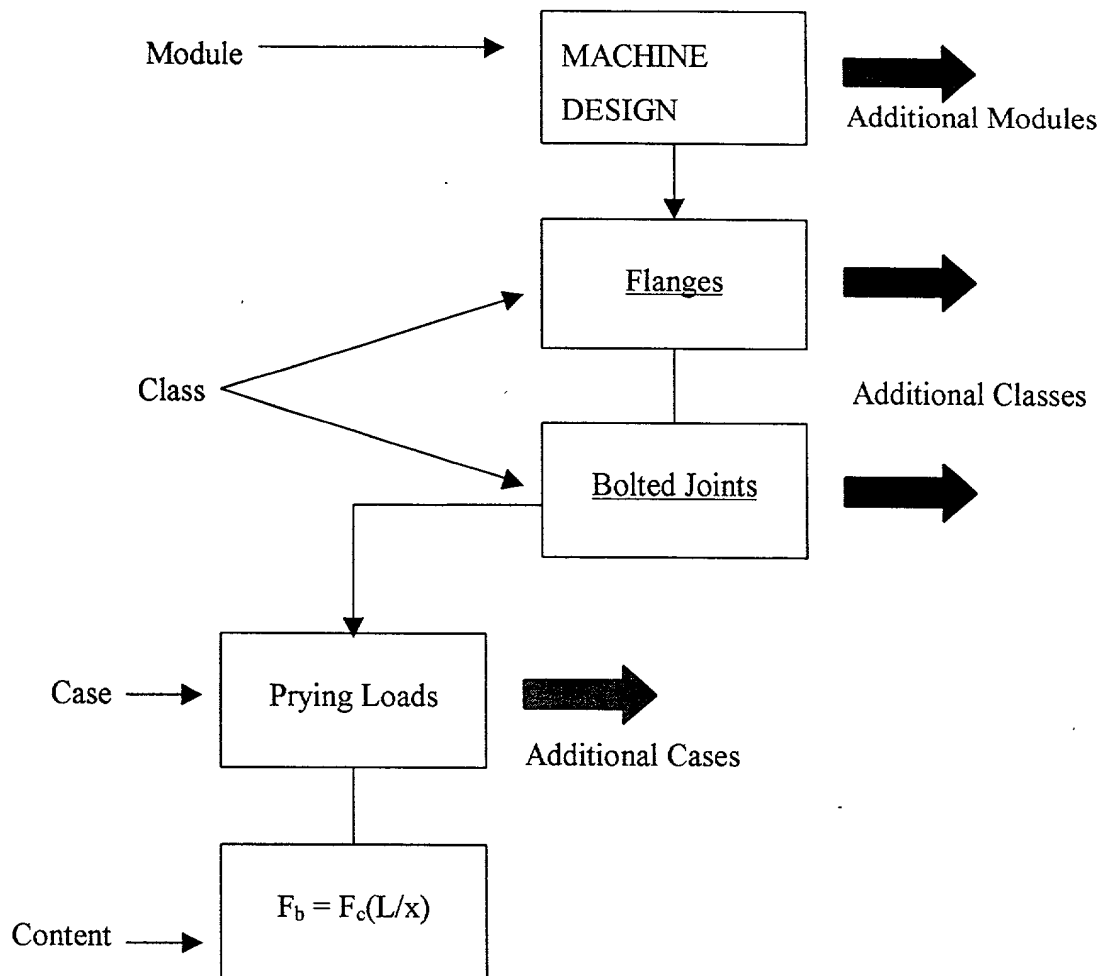 Module
MACHINE
DESIGN
Additional Modules
Flanges
Class
Additional Classes
Bolted Joints
Case
Prying Loads
Additional Cases
F_b = F_c(L/x)
Content